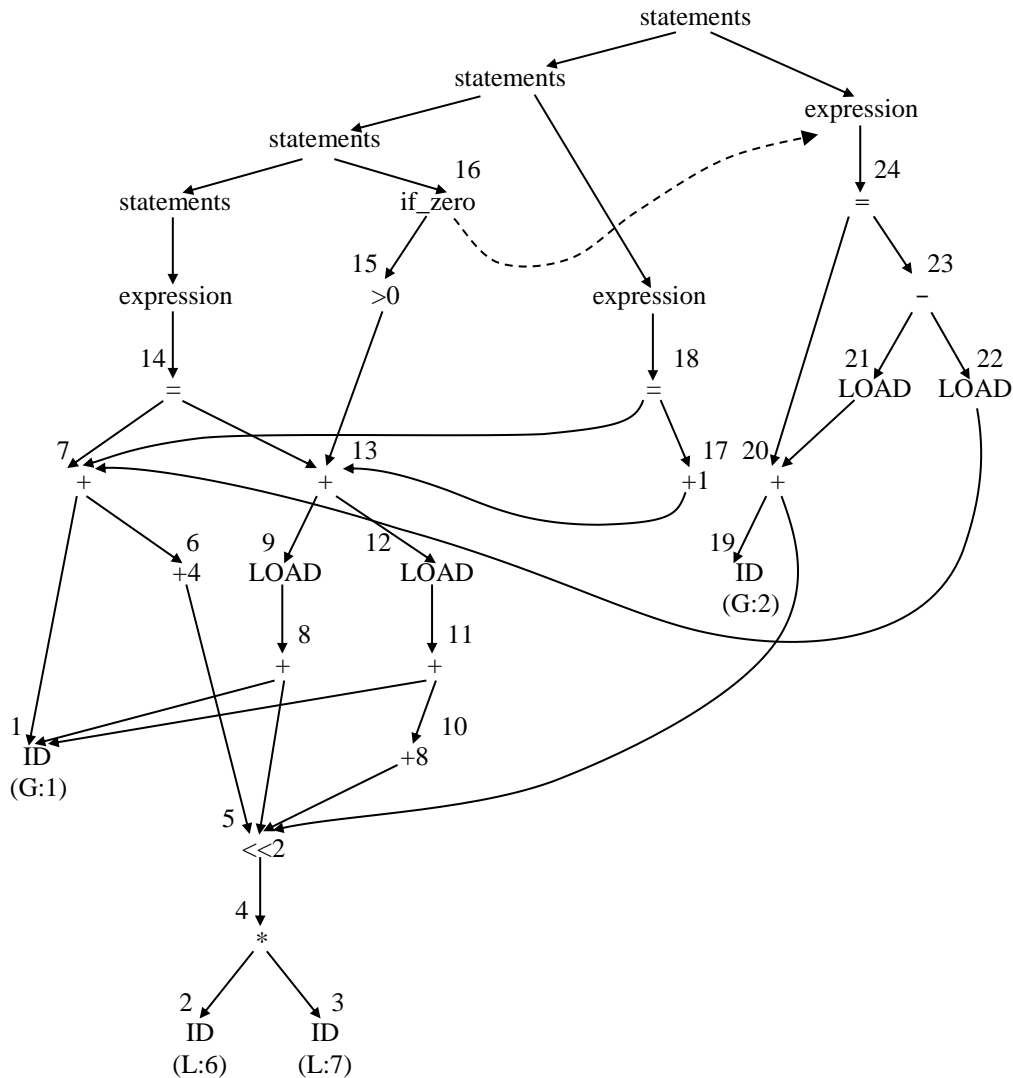 statements
statements
expression
statements
16
24
statements
if_zero
=
15
23
expression
>0
expression
−
14
18
21
22
=
=
LOAD
LOAD
7
13
17
20
+
+
+1
+
6
9
12
19
+4
LOAD
LOAD
ID
(G:2)
8
11
+
+
1
10
ID
+8
(G:1)
5
<<2
4
*
2
3
ID
ID
(L:6)
(L:7)